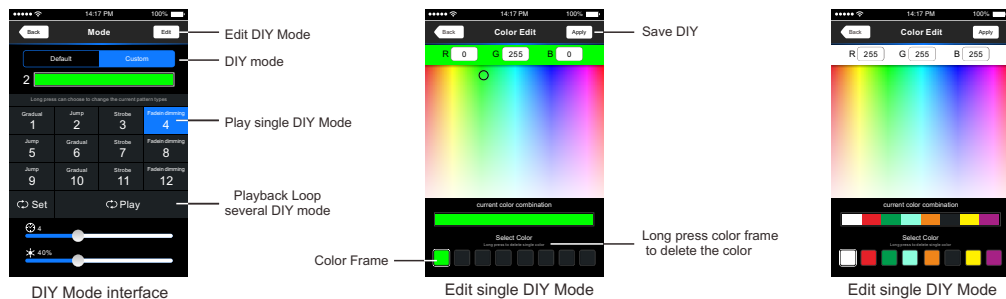 14:17 PM 100%
Back Mode Edit
Default Custom
2
Long press can choose to change the current pattern types
Gradual Jump Strobe Fadain dimming
1 2 3 4
Jump Gradual Strobe Fadain dimming
5 6 7 8
Jump Gradual Strobe Fadain dimming
9 10 11 12
Set Play
4
40%
DIY Mode interface
Edit DIY Mode
DIY mode
Play single DIY Mode
Playback Loop
several DIY mode
Color Frame
14:17 PM 100%
Back Color Edit Apply
R 0 G 255 B 0
current color combination
Select Color
Long press to delete single color
Edit single DIY Mode
Save DIY
Long press color frame
to delete the color
14:17 PM 100%
Back Color Edit Apply
R 255 G 255 B 255
current color combination
Select Color
Long press to delete single color
Edit single DIY Mode